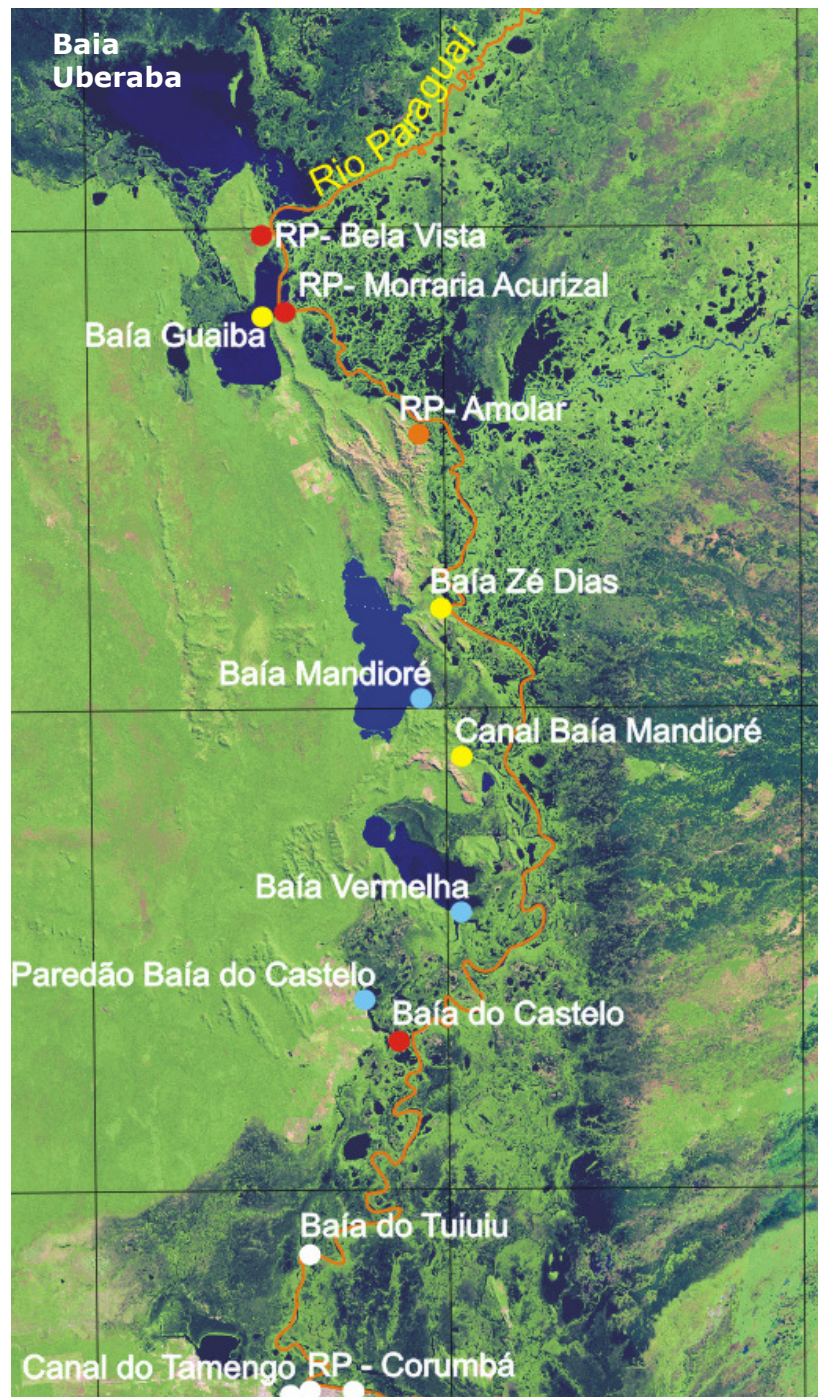 Baia
Uberaba
Rio Paraguai
RP- Bela Vista
RP- Morraria Acurizal
Baía Guaiba
RP- Amolar
Baía Zé Dias
Baía Mandioré
Canal Baía Mandioré
Baía Vermelha
Paredão Baía do Castelo
Baía do Castelo
Baía do Tuiuiu
Canal do Tamengo
RP - Corumbá